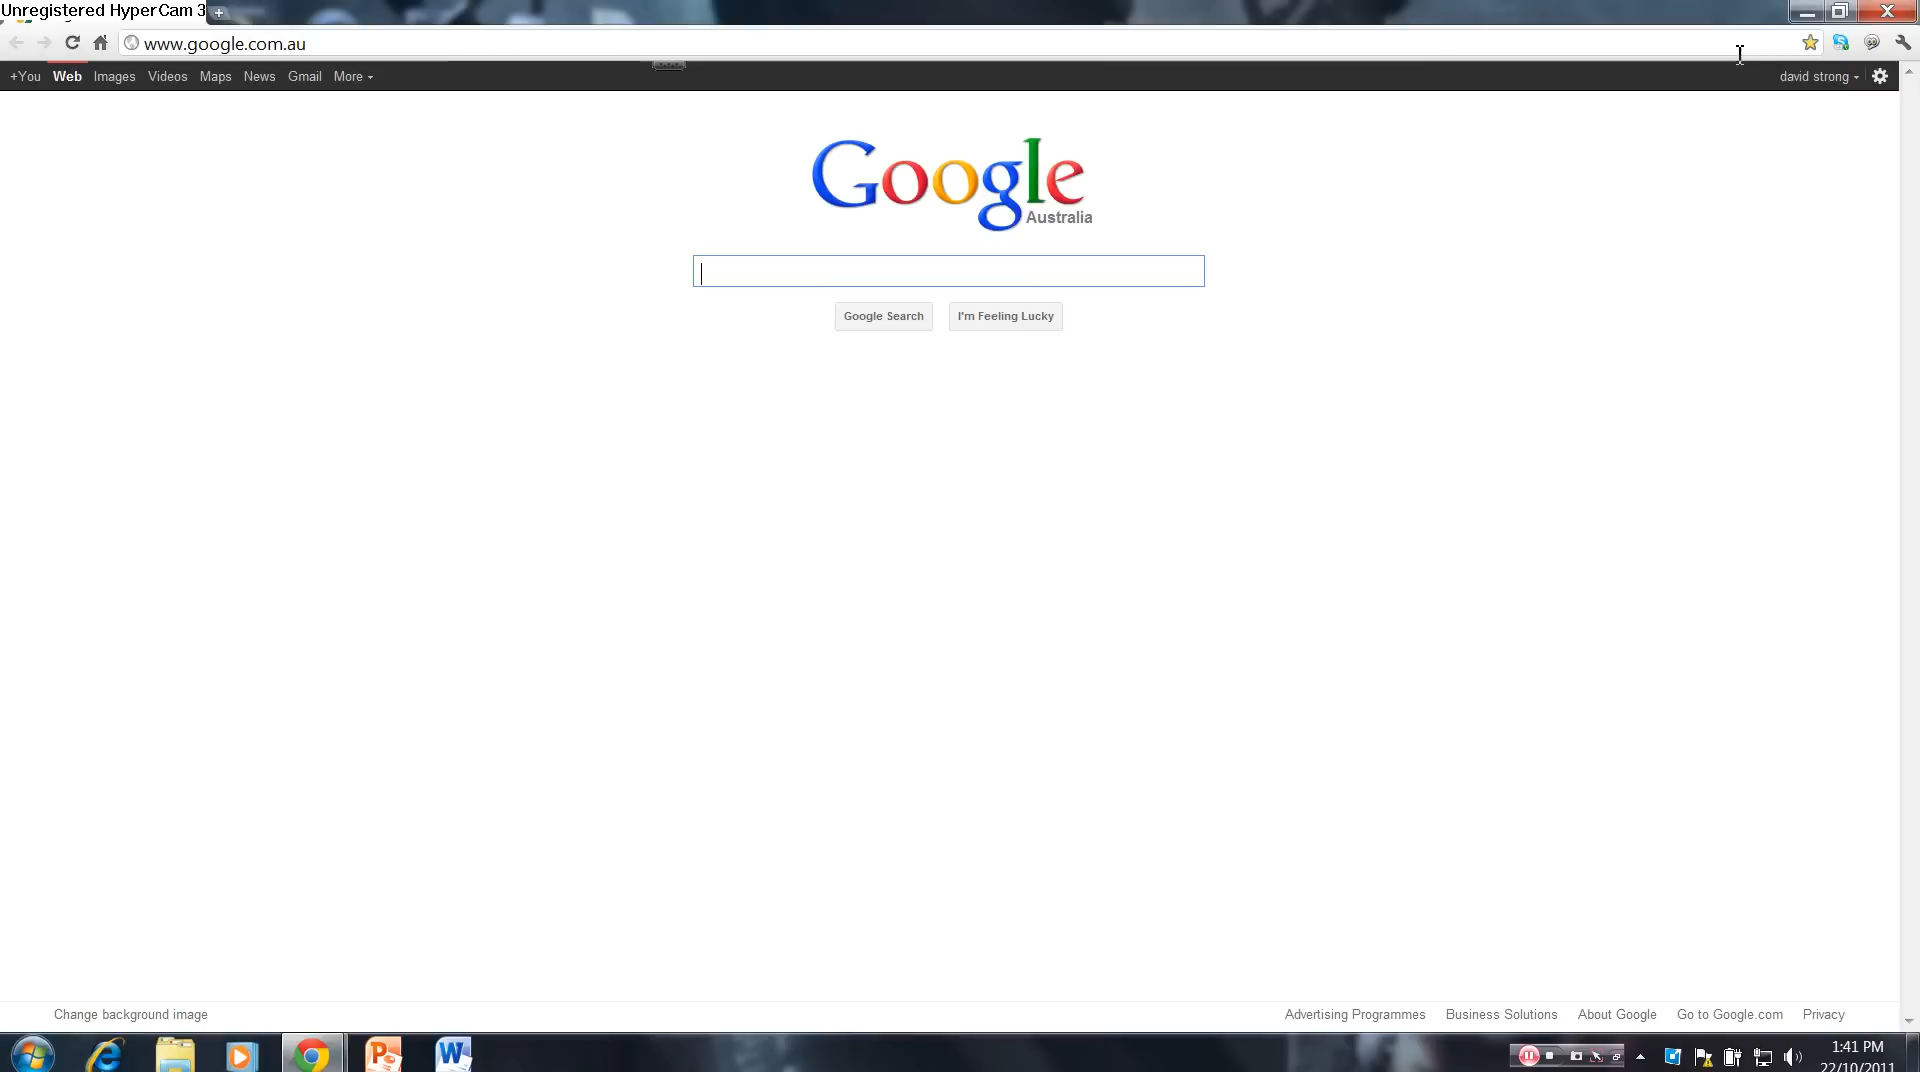 Unregistered HyperCam 3
www.google.com.au
+You Web Images Videos Maps News Gmail More
david strong
Google
Australia
Google Search I'm Feeling Lucky
Change background image
Advertising Programmes Business Solutions About Google Go to Google.com Privacy
1:41 PM
22/10/2011